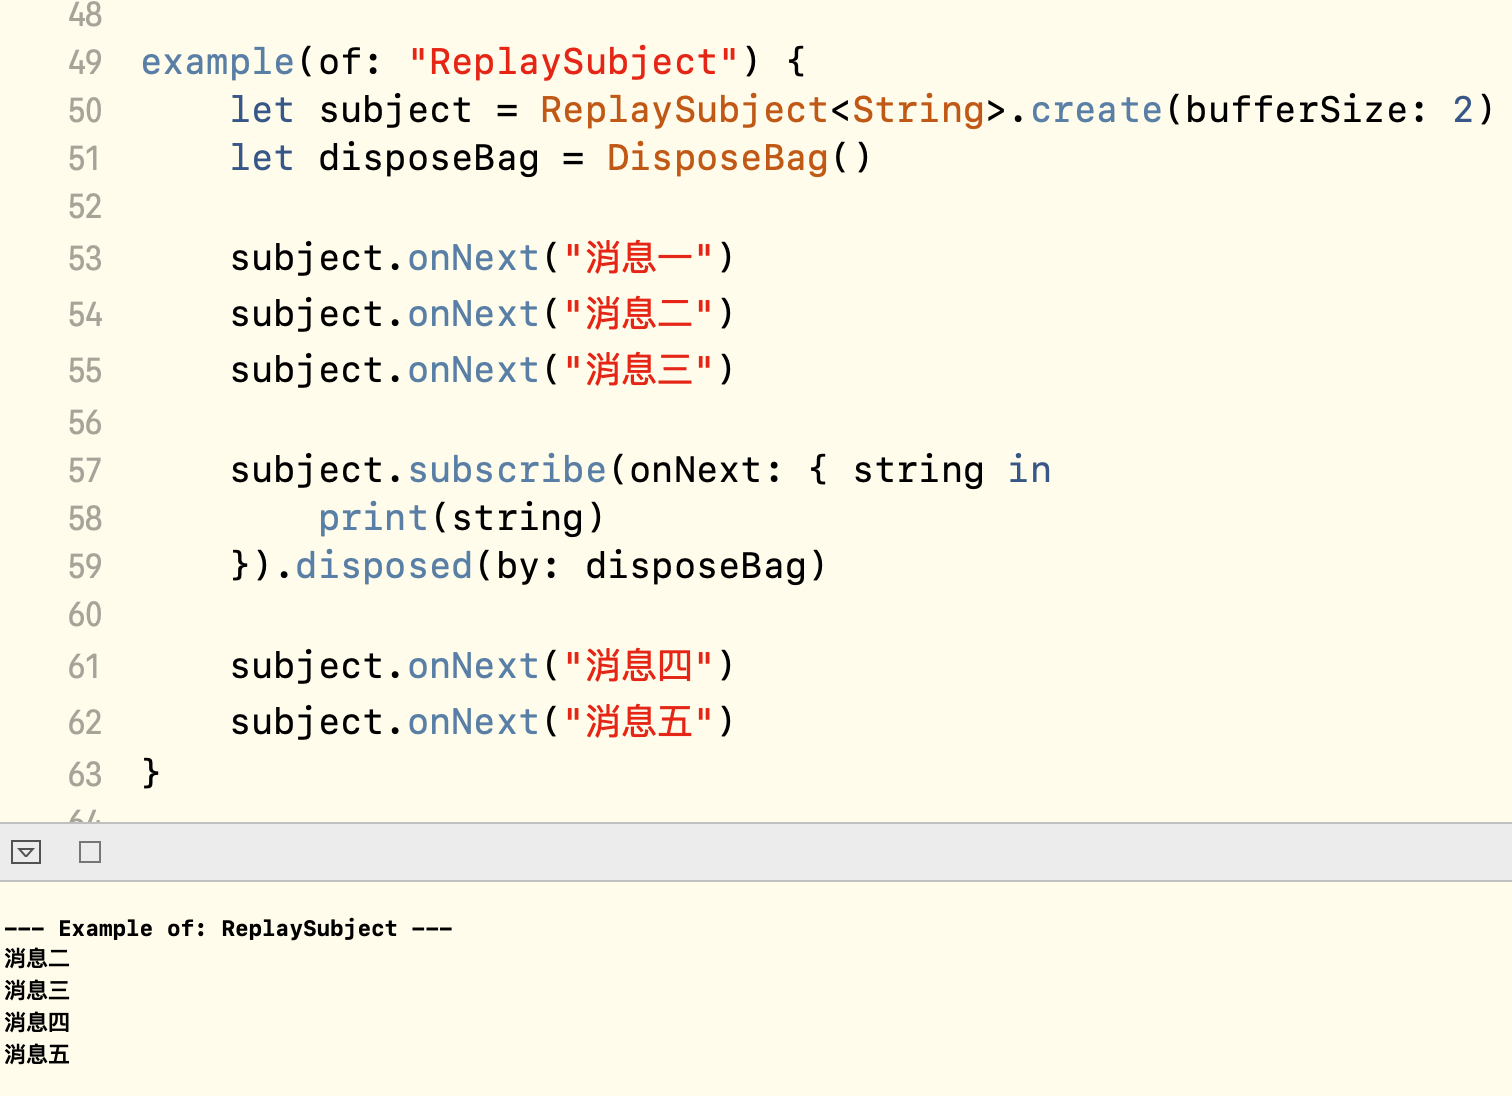 48
49 example(of: "ReplaySubject") {
50     let subject = ReplaySubject<String>.create(bufferSize: 2)
51     let disposeBag = DisposeBag()
52
53     subject.onNext("消息一")
54     subject.onNext("消息二")
55     subject.onNext("消息三")
56
57     subject.subscribe(onNext: { string in
58         print(string)
59     }).disposed(by: disposeBag)
60
61     subject.onNext("消息四")
62     subject.onNext("消息五")
63 }
64
--- Example of: ReplaySubject ---
消息二
消息三
消息四
消息五